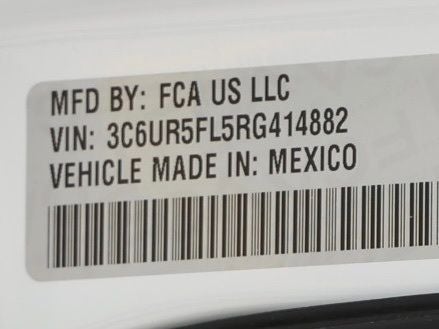 MFD BY: FCA US LLC
VIN: 3C6UR5FL5RG414882
VEHICLE MADE IN: MEXICO